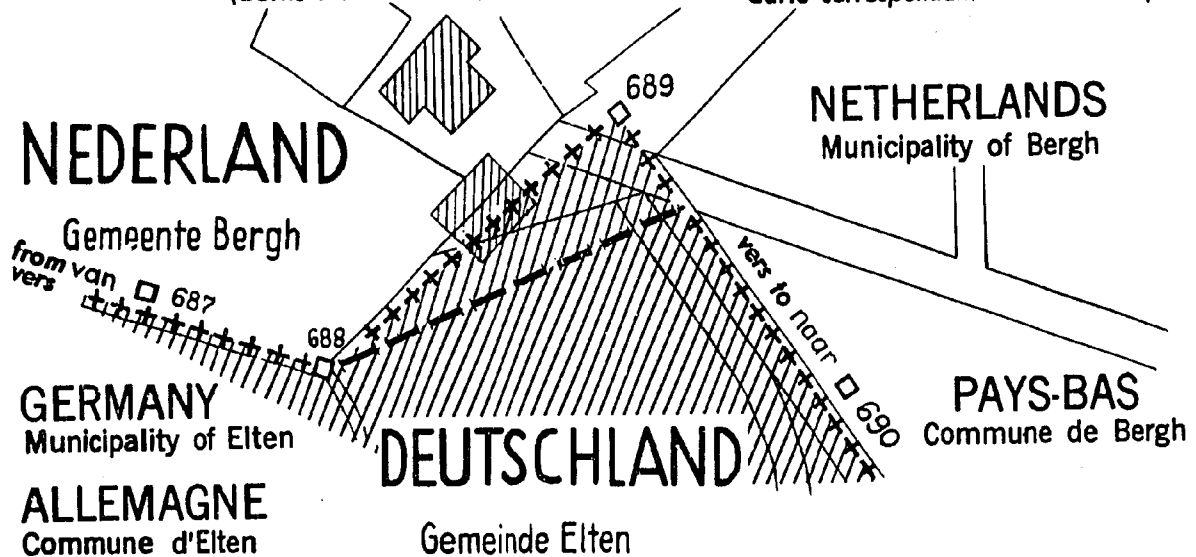 689
NETHERLANDS
Municipality of Bergh
NEDERLAND
Gemeente Bergh
from van
vers
687
688
vers to naar
690
GERMANY
Municipality of Elten
PAYS-BAS
Commune de Bergh
DEUTSCHLAND
ALLEMAGNE
Commune d'Elten
Gemeinde Elten